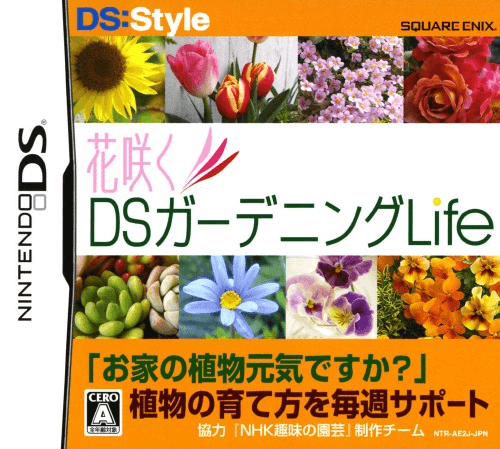 DS:Style
SQUARE ENIX.
NINTENDO DS
花咲く
DSガーデニングLife
「お家の植物元気ですか?」
植物の育て方を毎週サポート
CERO
A
全年齢対象
協力『NHK趣味の園芸』制作チーム
NTR-AE2J-JPN